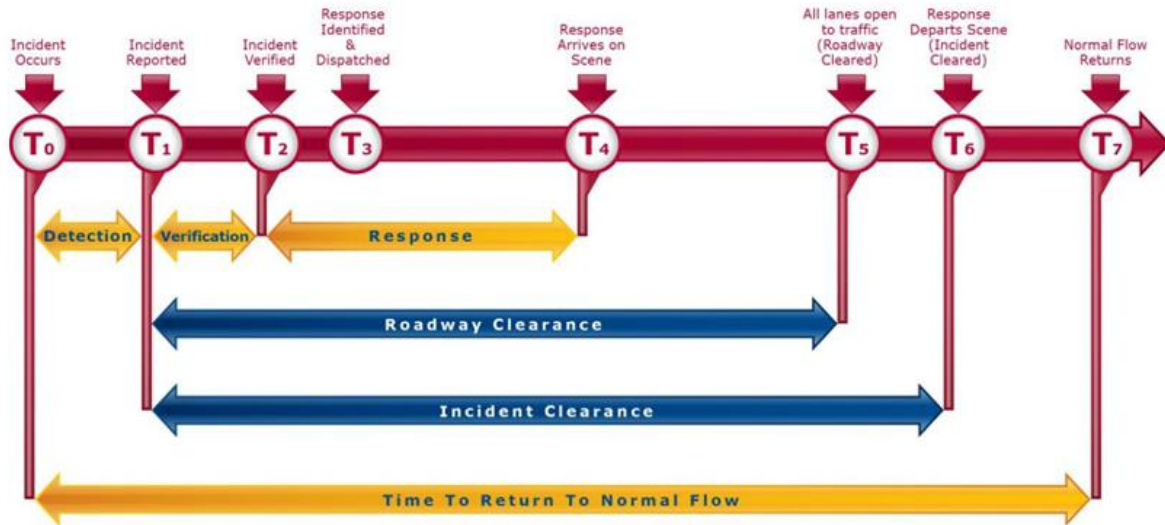 Incident
Occurs
Incident
Reported
Incident
Verified
Response
Identified
&
Dispatched
Response
Arrives on
Scene
All lanes open
to traffic
(Roadway
Cleared)
Response
Departs Scene
(Incident
Cleared)
Normal Flow
Returns
T0
T1
T2
T3
T4
T5
T6
T7
Detection
Verification
Response
Roadway Clearance
Incident Clearance
Time To Return To Normal Flow